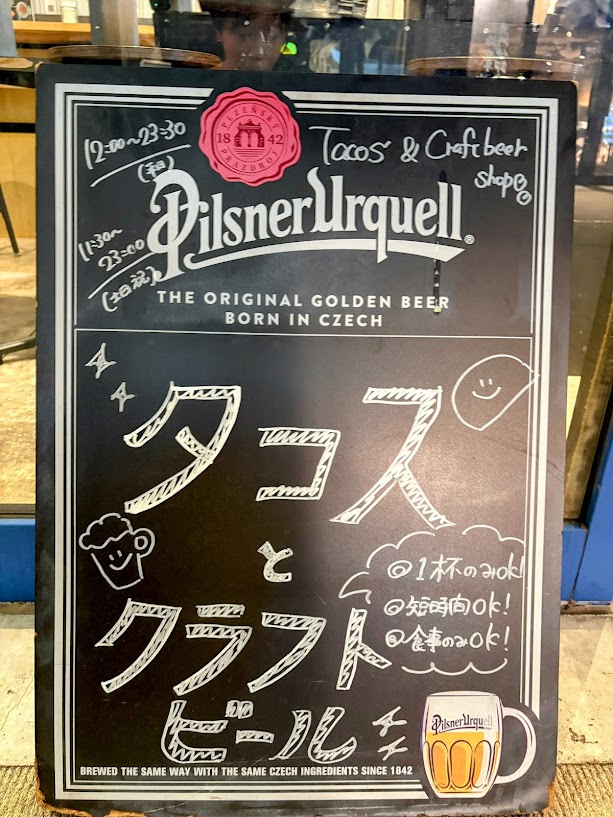 12:00~23:30
(平日)
11:30~
23:00
(土日祝)
PLZEŇSKÝ
18 42
PRAZDROJ
Tacos & Craft beer
shop
Pilsner Urquell®
THE ORIGINAL GOLDEN BEER
BORN IN CZECH
タコス
と
クラフト
ビール
◎1杯のみok!
◎短時間ok!
◎食事のみok!
Pilsner Urquell
BREWED THE SAME WAY WITH THE SAME CZECH INGREDIENTS SINCE 1842